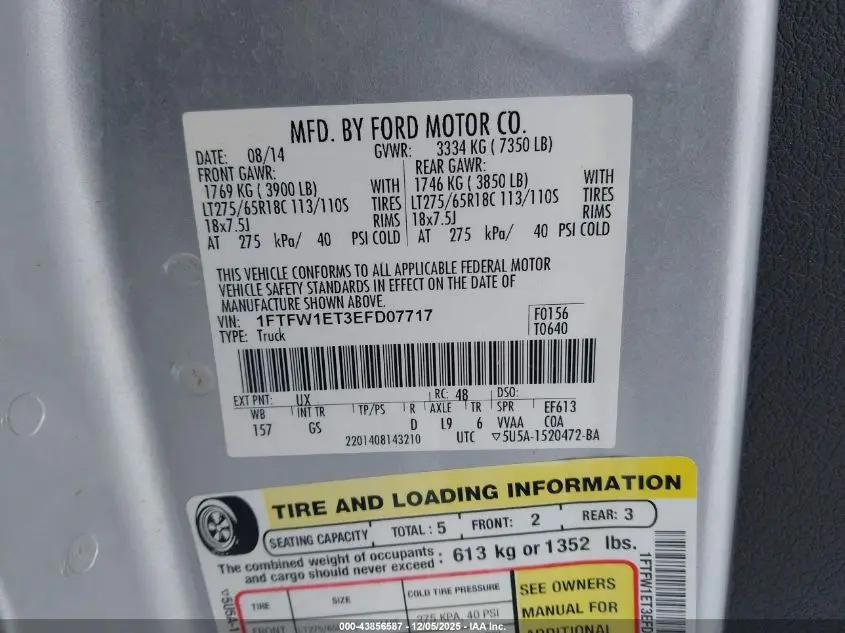 MFD. BY FORD MOTOR CO.
DATE: 08/14 GVWR: 3334 KG ( 7350 LB)
FRONT GAWR: REAR GAWR:
1769 KG ( 3900 LB) WITH 1746 KG ( 3850 LB) WITH
LT275/65R18C 113/110S TIRES LT275/65R18C 113/110S TIRES
18x7.5J RIMS 18x7.5J RIMS
AT 275 kPa/ 40 PSI COLD AT 275 kPa/ 40 PSI COLD
THIS VEHICLE CONFORMS TO ALL APPLICABLE FEDERAL MOTOR
VEHICLE SAFETY STANDARDS IN EFFECT ON THE DATE OF
MANUFACTURE SHOWN ABOVE.
VIN: 1FTFW1ET3EFD07717 F0156
TYPE: Truck T0640
EXT PNT: UX RC: 48 DSO:
WB INT TR TP/PS R AXLE TR SPR EF613
157 GS D L9 6 VVAA COA
2201408143210 UTC ▽5U5A-1520472-BA
TIRE AND LOADING INFORMATION
SEATING CAPACITY TOTAL : 5 FRONT: 2 REAR: 3
The combined weight of occupants : 613 kg or 1352 lbs.
and cargo should never exceed
TIRE SIZE COLD TIRE PRESSURE SEE OWNERS
MANUAL FOR
FRONT 275 KPA, 40 PSI
ADDITIONAL
--- 000-43856587 --- 12/05/2025 --- IAAI Inc. ---